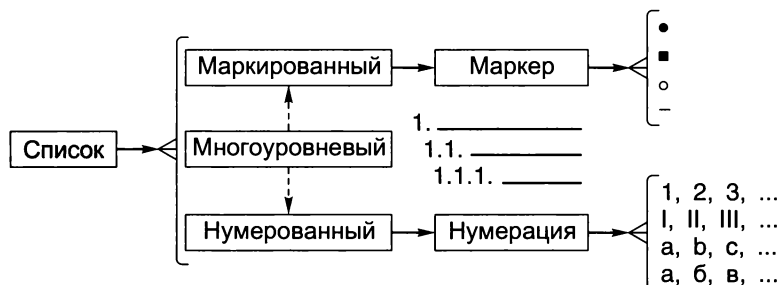 Маркированный
Маркер
Список
Многоуровневый
1.
1.1.
1.1.1.
Нумерованный
Нумерация
1, 2, 3, ...
I, II, III, ...
a, b, c, ...
а, б, в, ...